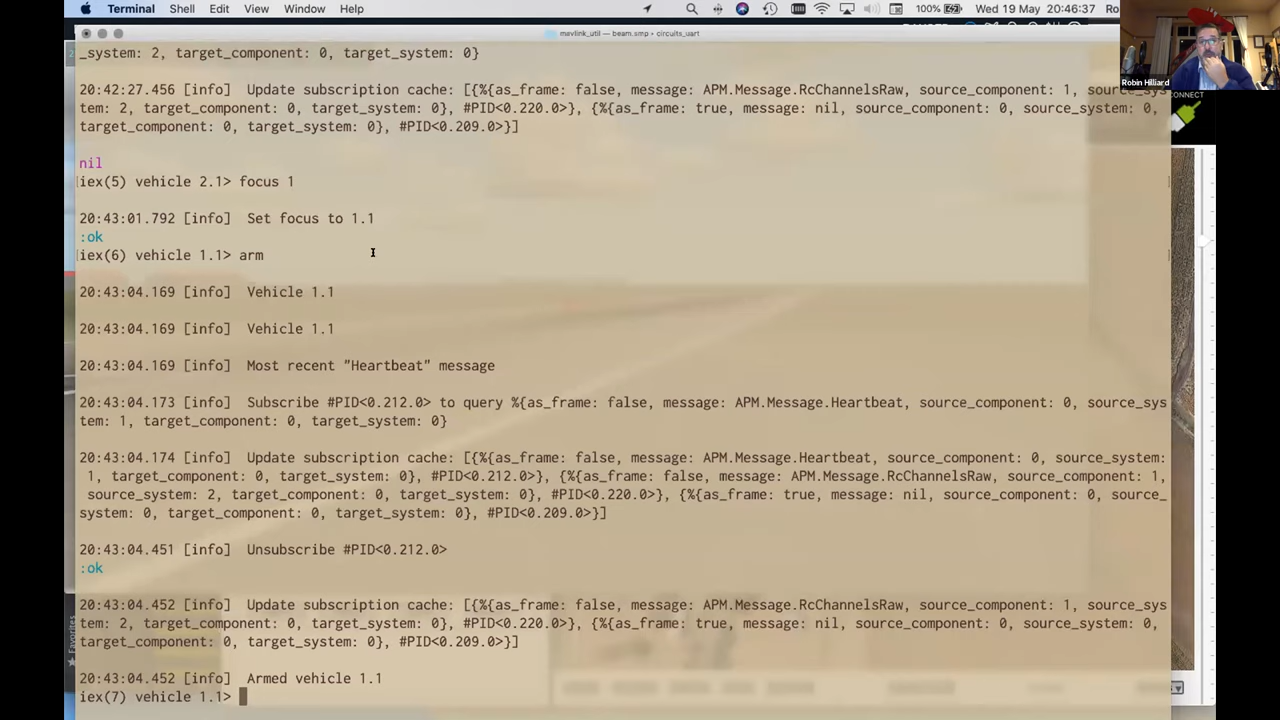 Terminal Shell Edit View Window Help 100% Wed 19 May 20:46:37 Ro
mavlink_util — beam.smp • circuits_uart
Robin Hilliard
CONNECT
_system: 2, target_component: 0, target_system: 0}
20:42:27.456 [info] Update subscription cache: [{%{as_frame: false, message: APM.Message.RcChannelsRaw, source_component: 1, source_sys
tem: 2, target_component: 0, target_system: 0}, #PID<0.220.0>}, {%{as_frame: true, message: nil, source_component: 0, source_system: 0,
target_component: 0, target_system: 0}, #PID<0.209.0>}]
nil
iex(5) vehicle 2.1> focus 1
20:43:01.792 [info] Set focus to 1.1
:ok
iex(6) vehicle 1.1> arm
20:43:04.169 [info] Vehicle 1.1
20:43:04.169 [info] Vehicle 1.1
20:43:04.169 [info] Most recent "Heartbeat" message
20:43:04.173 [info] Subscribe #PID<0.212.0> to query %{as_frame: false, message: APM.Message.Heartbeat, source_component: 0, source_sys
tem: 1, target_component: 0, target_system: 0}
20:43:04.174 [info] Update subscription cache: [{%{as_frame: false, message: APM.Message.Heartbeat, source_component: 0, source_system:
1, target_component: 0, target_system: 0}, #PID<0.212.0>}, {%{as_frame: false, message: APM.Message.RcChannelsRaw, source_component: 1,
source_system: 2, target_component: 0, target_system: 0}, #PID<0.220.0>}, {%{as_frame: true, message: nil, source_component: 0, source_
system: 0, target_component: 0, target_system: 0}, #PID<0.209.0>}]
20:43:04.451 [info] Unsubscribe #PID<0.212.0>
:ok
20:43:04.452 [info] Update subscription cache: [{%{as_frame: false, message: APM.Message.RcChannelsRaw, source_component: 1, source_sys
tem: 2, target_component: 0, target_system: 0}, #PID<0.220.0>}, {%{as_frame: true, message: nil, source_component: 0, source_system: 0,
target_component: 0, target_system: 0}, #PID<0.209.0>}]
20:43:04.452 [info] Armed vehicle 1.1
iex(7) vehicle 1.1>
Favorites